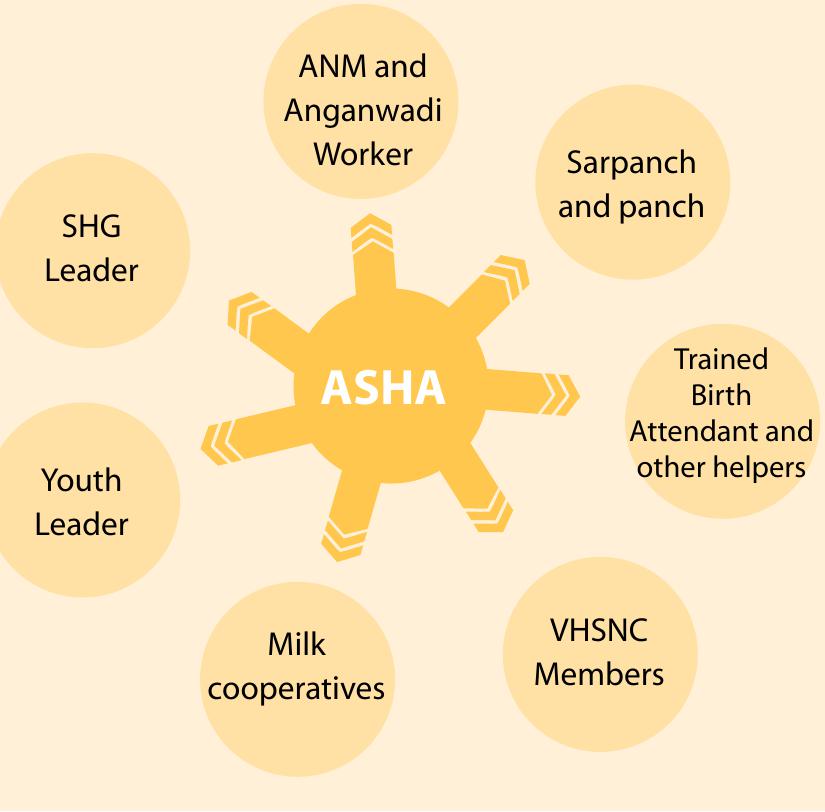 ANM and
Anganwadi
Worker
Sarpanch
and panch
SHG
Leader
ASHA
Trained
Birth
Attendant and
other helpers
Youth
Leader
Milk
cooperatives
VHSNC
Members